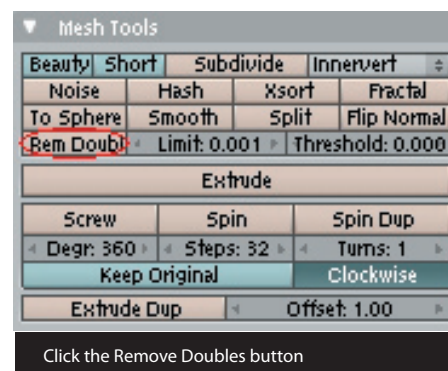 Mesh Tools
Beauty Short Subdivide Innervert
Noise Hash Xsort Fractal
To Sphere Smooth Split Flip Normal
Rem Doubl Limit: 0.001 Threshold: 0.000
Extrude
Screw Spin Spin Dup
Degr: 360 Steps: 32 Turns: 1
Keep Original Clockwise
Extrude Dup Offset: 1.00
Click the Remove Doubles button